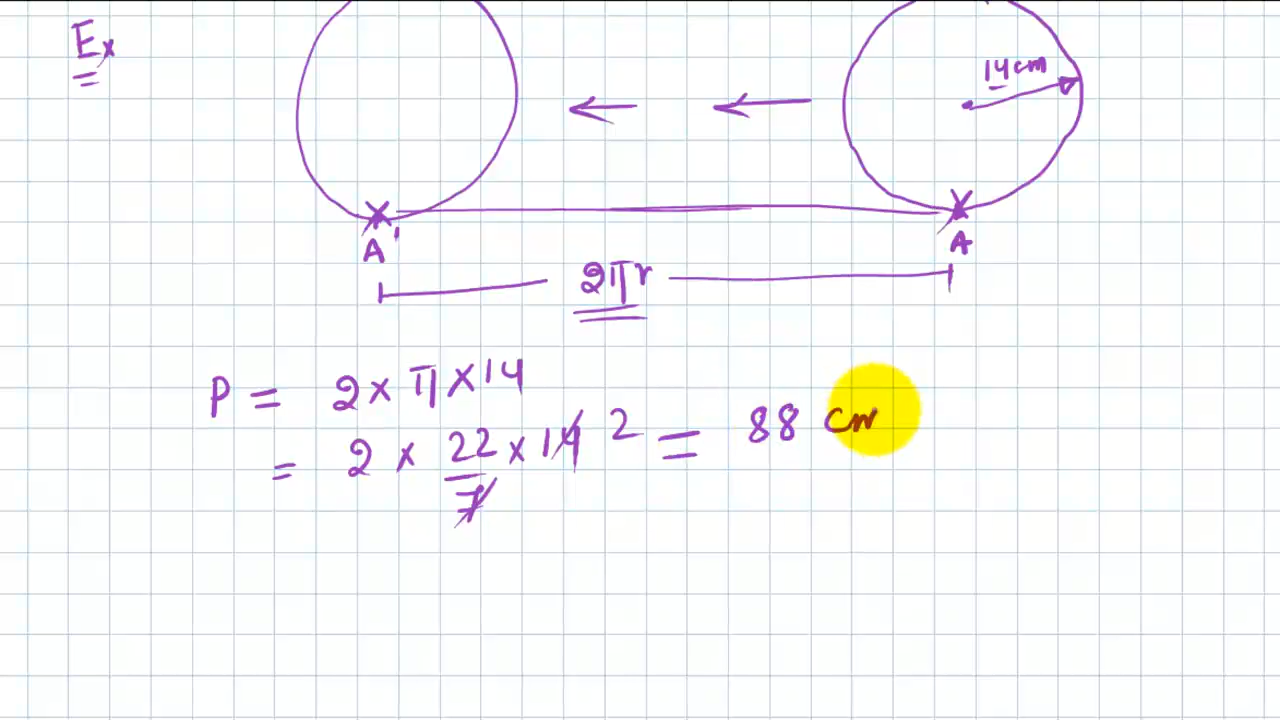 Ex
14cm
A' A
2πr
P = 2 × π × 14
= 2 × 22/7 × 14 2 = 88 cm